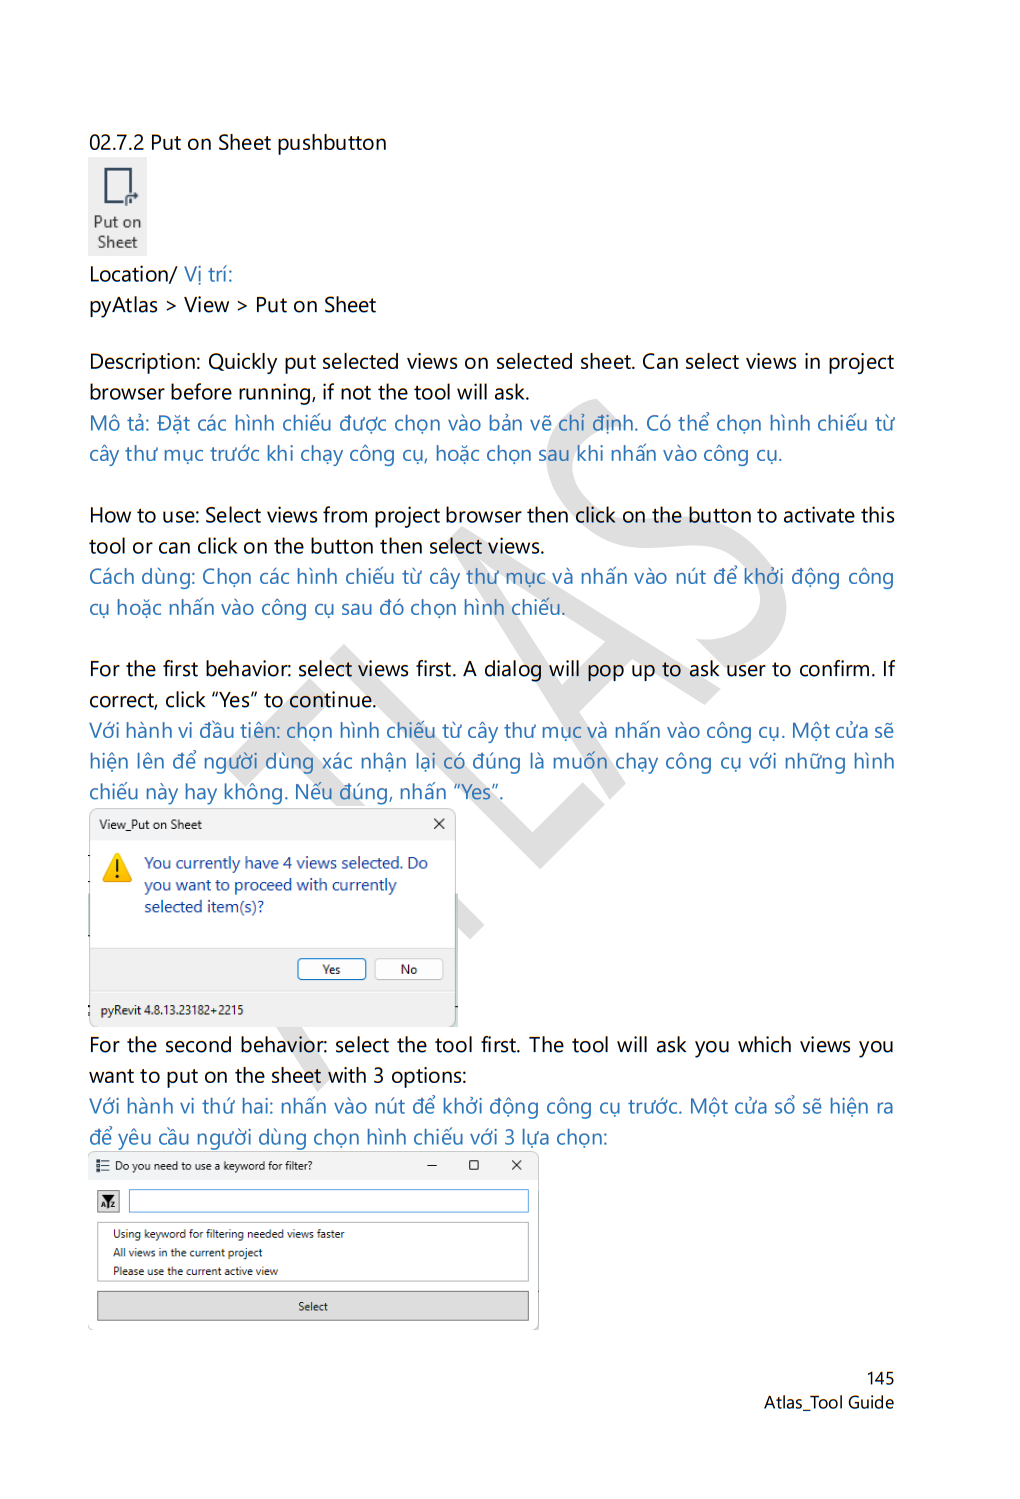 02.7.2 Put on Sheet pushbutton
Put on
Sheet
Location/ Vị trí:
pyAtlas > View > Put on Sheet
Description: Quickly put selected views on selected sheet. Can select views in project
browser before running, if not the tool will ask.
Mô tả: Đặt các hình chiếu được chọn vào bản vẽ chỉ định. Có thể chọn hình chiếu từ
cây thư mục trước khi chạy công cụ, hoặc chọn sau khi nhấn vào công cụ.
How to use: Select views from project browser then click on the button to activate this
tool or can click on the button then select views.
Cách dùng: Chọn các hình chiếu từ cây thư mục và nhấn vào nút để khởi động công
cụ hoặc nhấn vào công cụ sau đó chọn hình chiếu.
For the first behavior: select views first. A dialog will pop up to ask user to confirm. If
correct, click “Yes” to continue.
Với hành vi đầu tiên: chọn hình chiếu từ cây thư mục và nhấn vào công cụ. Một cửa sẽ
hiện lên để người dùng xác nhận lại có đúng là muốn chạy công cụ với những hình
chiếu này hay không. Nếu đúng, nhấn “Yes”.
View_Put on Sheet
You currently have 4 views selected. Do
you want to proceed with currently
selected item(s)?
Yes No
pyRevit 4.8.13.23182+2215
For the second behavior: select the tool first. The tool will ask you which views you
want to put on the sheet with 3 options:
Với hành vi thứ hai: nhấn vào nút để khởi động công cụ trước. Một cửa sổ sẽ hiện ra
để yêu cầu người dùng chọn hình chiếu với 3 lựa chọn:
Do you need to use a keyword for filter?
Using keyword for filtering needed views faster
All views in the current project
Please use the current active view
Select
145
Atlas_Tool Guide
ATLAS